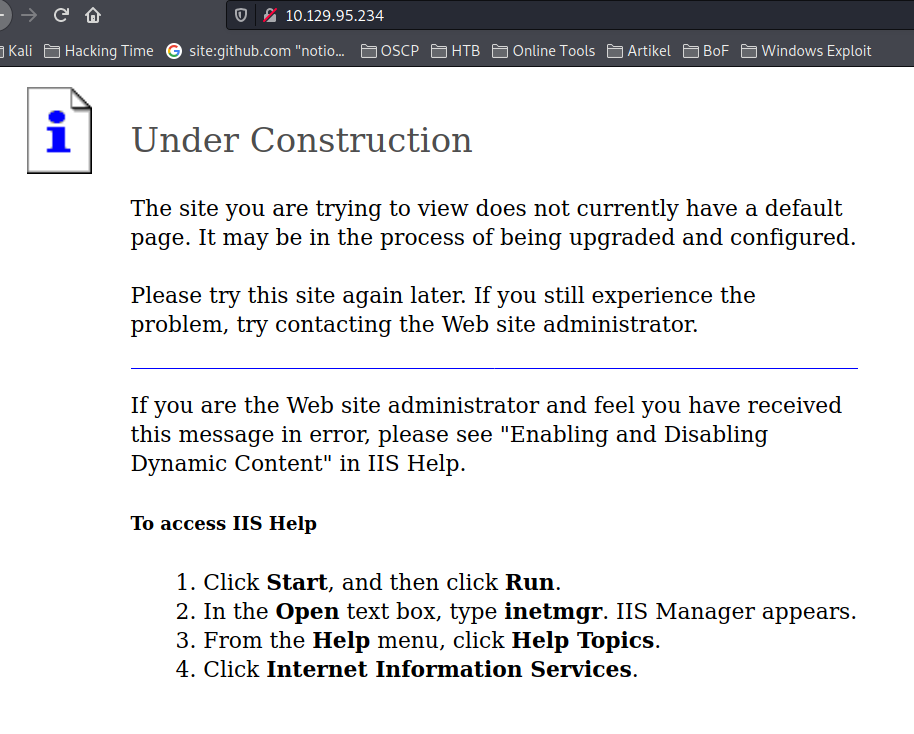 10.129.95.234
Kali Hacking Time site:github.com "notio... OSCP HTB Online Tools Artikel BoF Windows Exploit
i
Under Construction
The site you are trying to view does not currently have a default
page. It may be in the process of being upgraded and configured.
Please try this site again later. If you still experience the
problem, try contacting the Web site administrator.
If you are the Web site administrator and feel you have received
this message in error, please see "Enabling and Disabling
Dynamic Content" in IIS Help.
To access IIS Help
1. Click Start, and then click Run.
2. In the Open text box, type inetmgr. IIS Manager appears.
3. From the Help menu, click Help Topics.
4. Click Internet Information Services.